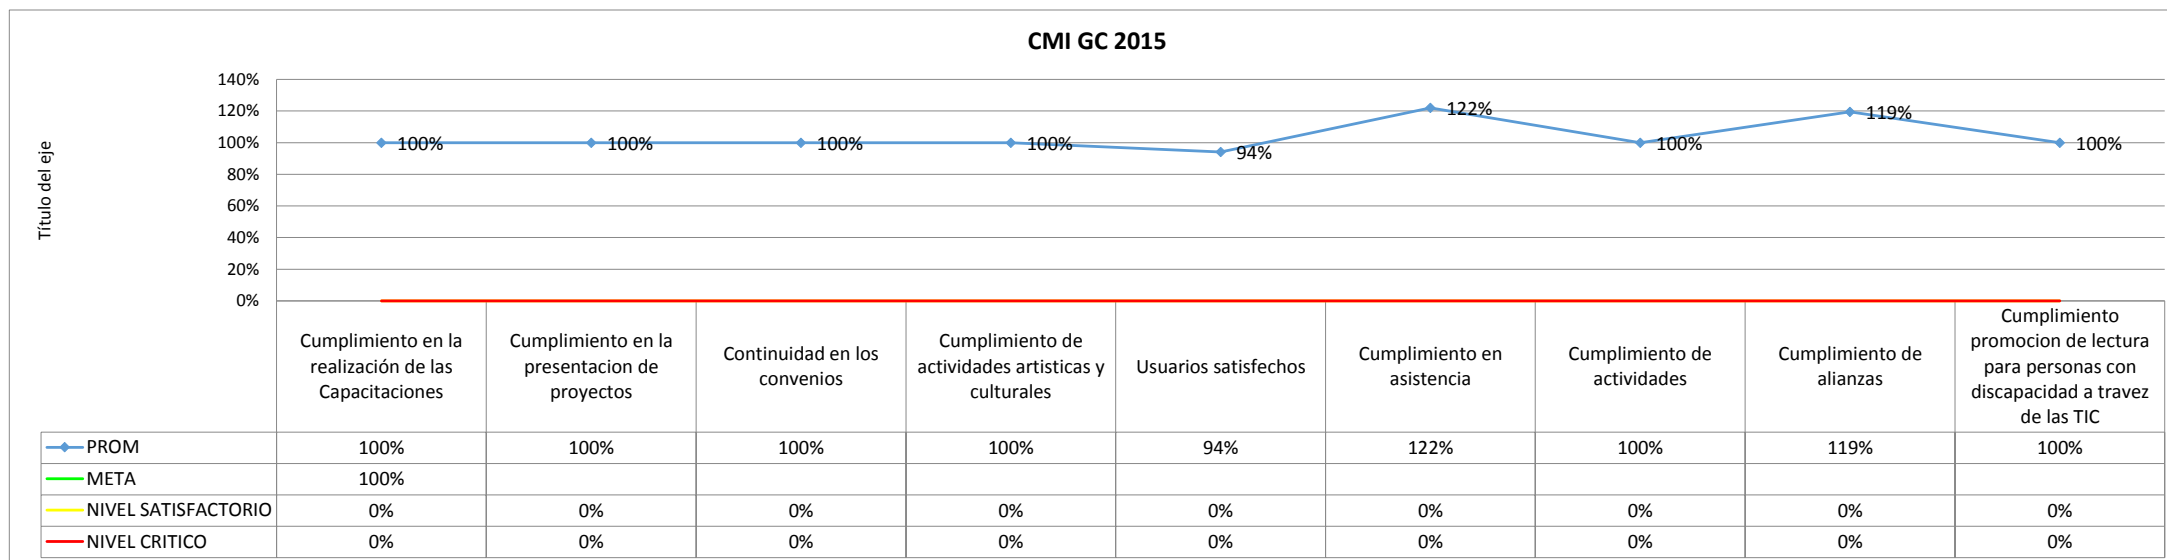 CMI GC 2015
Título del eje
140%
120%
100%
80%
60%
40%
20%
0%
100%
100%
100%
100%
94%
122%
100%
119%
100%
Cumplimiento en la
realización de las
Capacitaciones
Cumplimiento en la
presentacion de
proyectos
Continuidad en los
convenios
Cumplimiento de
actividades artisticas y
culturales
Usuarios satisfechos
Cumplimiento en
asistencia
Cumplimiento de
actividades
Cumplimiento de
alianzas
Cumplimiento
promocion de lectura
para personas con
discapacidad a travez
de las TIC
PROM 100% 100% 100% 100% 94% 122% 100% 119% 100%
META 100%
NIVEL SATISFACTORIO 0% 0% 0% 0% 0% 0% 0% 0% 0%
NIVEL CRITICO 0% 0% 0% 0% 0% 0% 0% 0% 0%